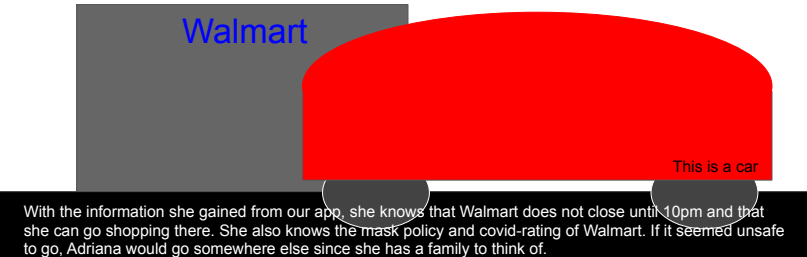 Walmart
This is a car
With the information she gained from our app, she knows that Walmart does not close until 10pm and that
she can go shopping there. She also knows the mask policy and covid-rating of Walmart. If it seemed unsafe
to go, Adriana would go somewhere else since she has a family to think of.